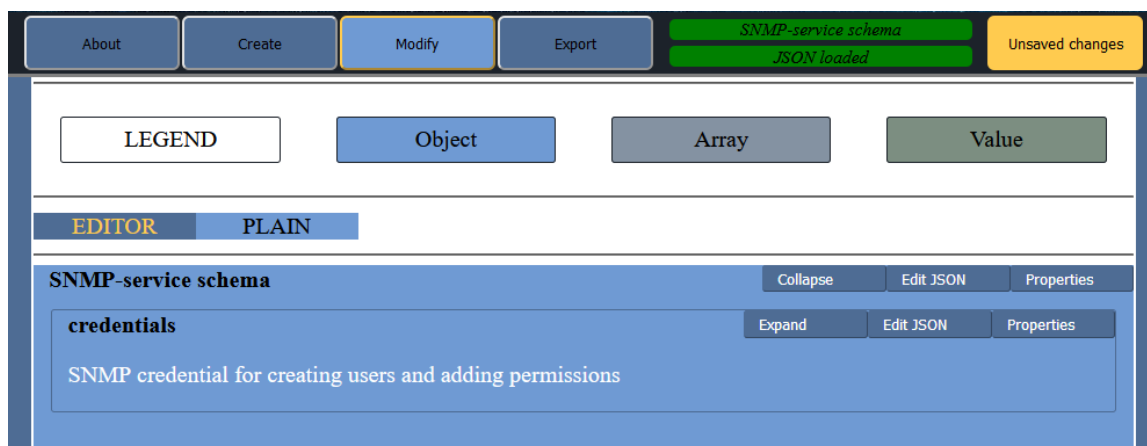 About Create Modify Export SNMP-service schema Unsaved changes
JSON loaded
LEGEND Object Array Value
EDITOR PLAIN
SNMP-service schema Collapse Edit JSON Properties
credentials Expand Edit JSON Properties
SNMP credential for creating users and adding permissions